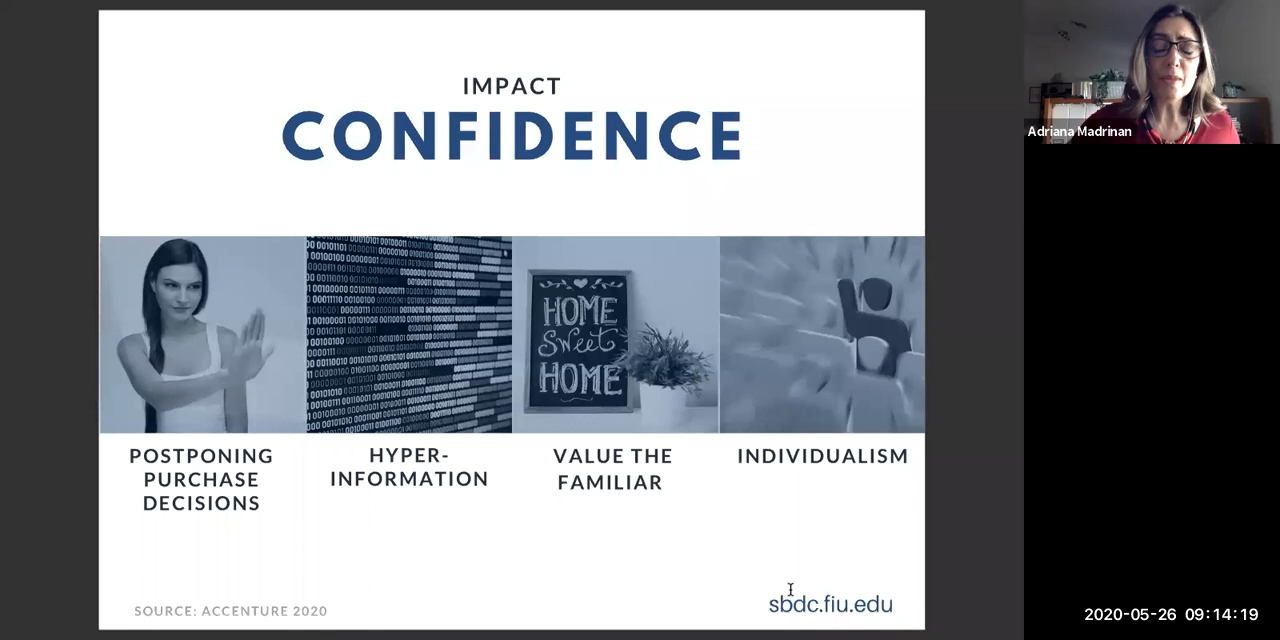 IMPACT
CONFIDENCE
HOME
Sweet
HOME
POSTPONING
PURCHASE
DECISIONS
HYPER-
INFORMATION
VALUE THE
FAMILIAR
INDIVIDUALISM
SOURCE: ACCENTURE 2020
sbdc.fiu.edu
Adriana Madrinan
2020-05-26 09:14:19